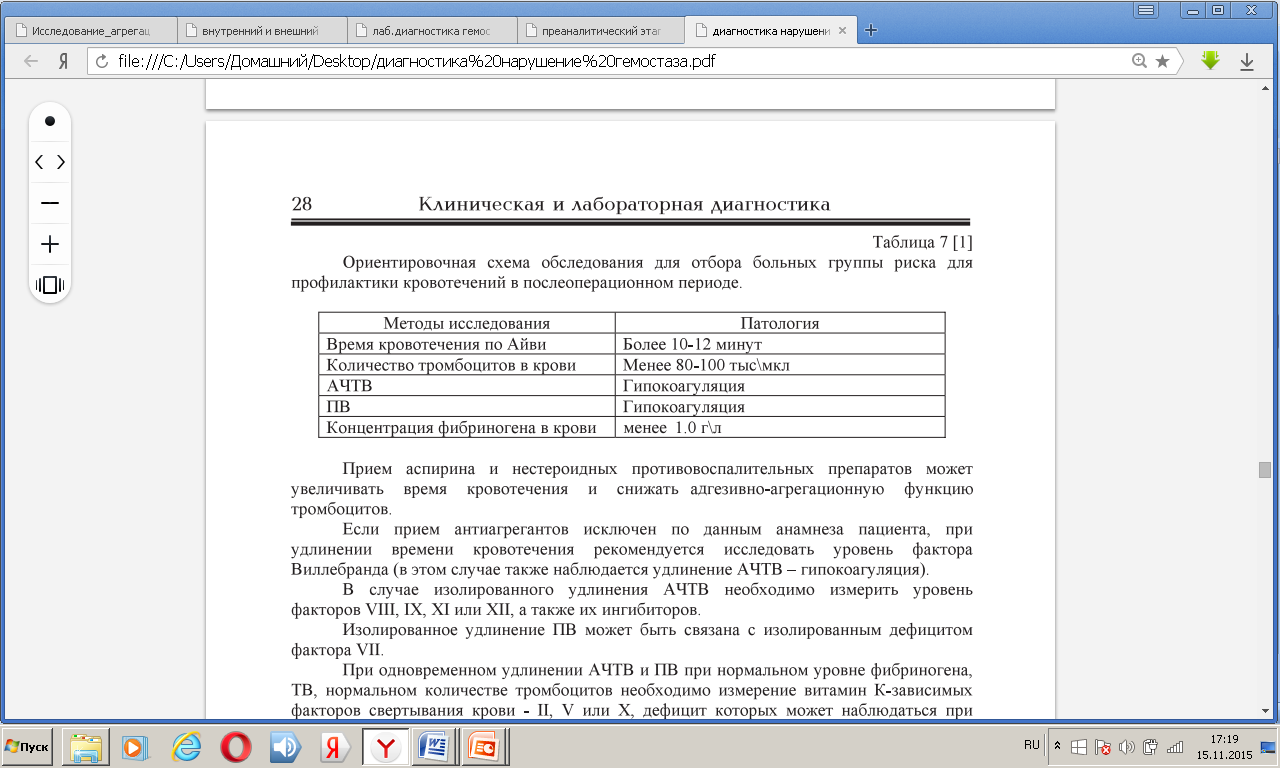 Исследование_агрегац
внутренний и внешний
лаб.диагностика гемос
преаналитический этап
диагностика нарушени
file:///C:/Users/Домашний/Desktop/диагностика%20нарушение%20гемостаза.pdf
28 Клиническая и лабораторная диагностика
Таблица 7 [1]
Ориентировочная схема обследования для отбора больных группы риска для
профилактики кровотечений в послеоперационном периоде.
Методы исследования Патология
Время кровотечения по Айви Более 10-12 минут
Количество тромбоцитов в крови Менее 80-100 тыс\мкл
АЧТВ Гипокоагуляция
ПВ Гипокоагуляция
Концентрация фибриногена в крови менее 1.0 г\л
Прием аспирина и нестероидных противовоспалительных препаратов может
увеличивать время кровотечения и снижать адгезивно-агрегационную функцию
тромбоцитов.
Если прием антиагрегантов исключен по данным анамнеза пациента, при
удлинении времени кровотечения рекомендуется исследовать уровень фактора
Виллебранда (в этом случае также наблюдается удлинение АЧТВ – гипокоагуляция).
В случае изолированного удлинения АЧТВ необходимо измерить уровень
факторов VIII, IX, XI или XII, а также их ингибиторов.
Изолированное удлинение ПВ может быть связана с изолированным дефицитом
фактора VII.
При одновременном удлинении АЧТВ и ПВ при нормальном уровне фибриногена,
ТВ, нормальном количестве тромбоцитов необходимо измерение витамин К-зависимых
факторов свертывания крови - II, V или X, дефицит которых может наблюдаться при
Пуск
RU
17:19
15.11.2015